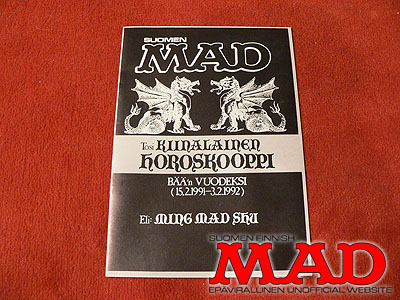 SUOMEN
MAD
Tosi KIINALAINEN
HOROSKOOPPI
BÄÄ'n VUODEKSI
(15.2.1991–3.2.1992)
Eli: MING MAD SHU
SUOMEN FINNISH
MAD
EPÄVIRALLINEN UNOFFICIAL WEBSITE